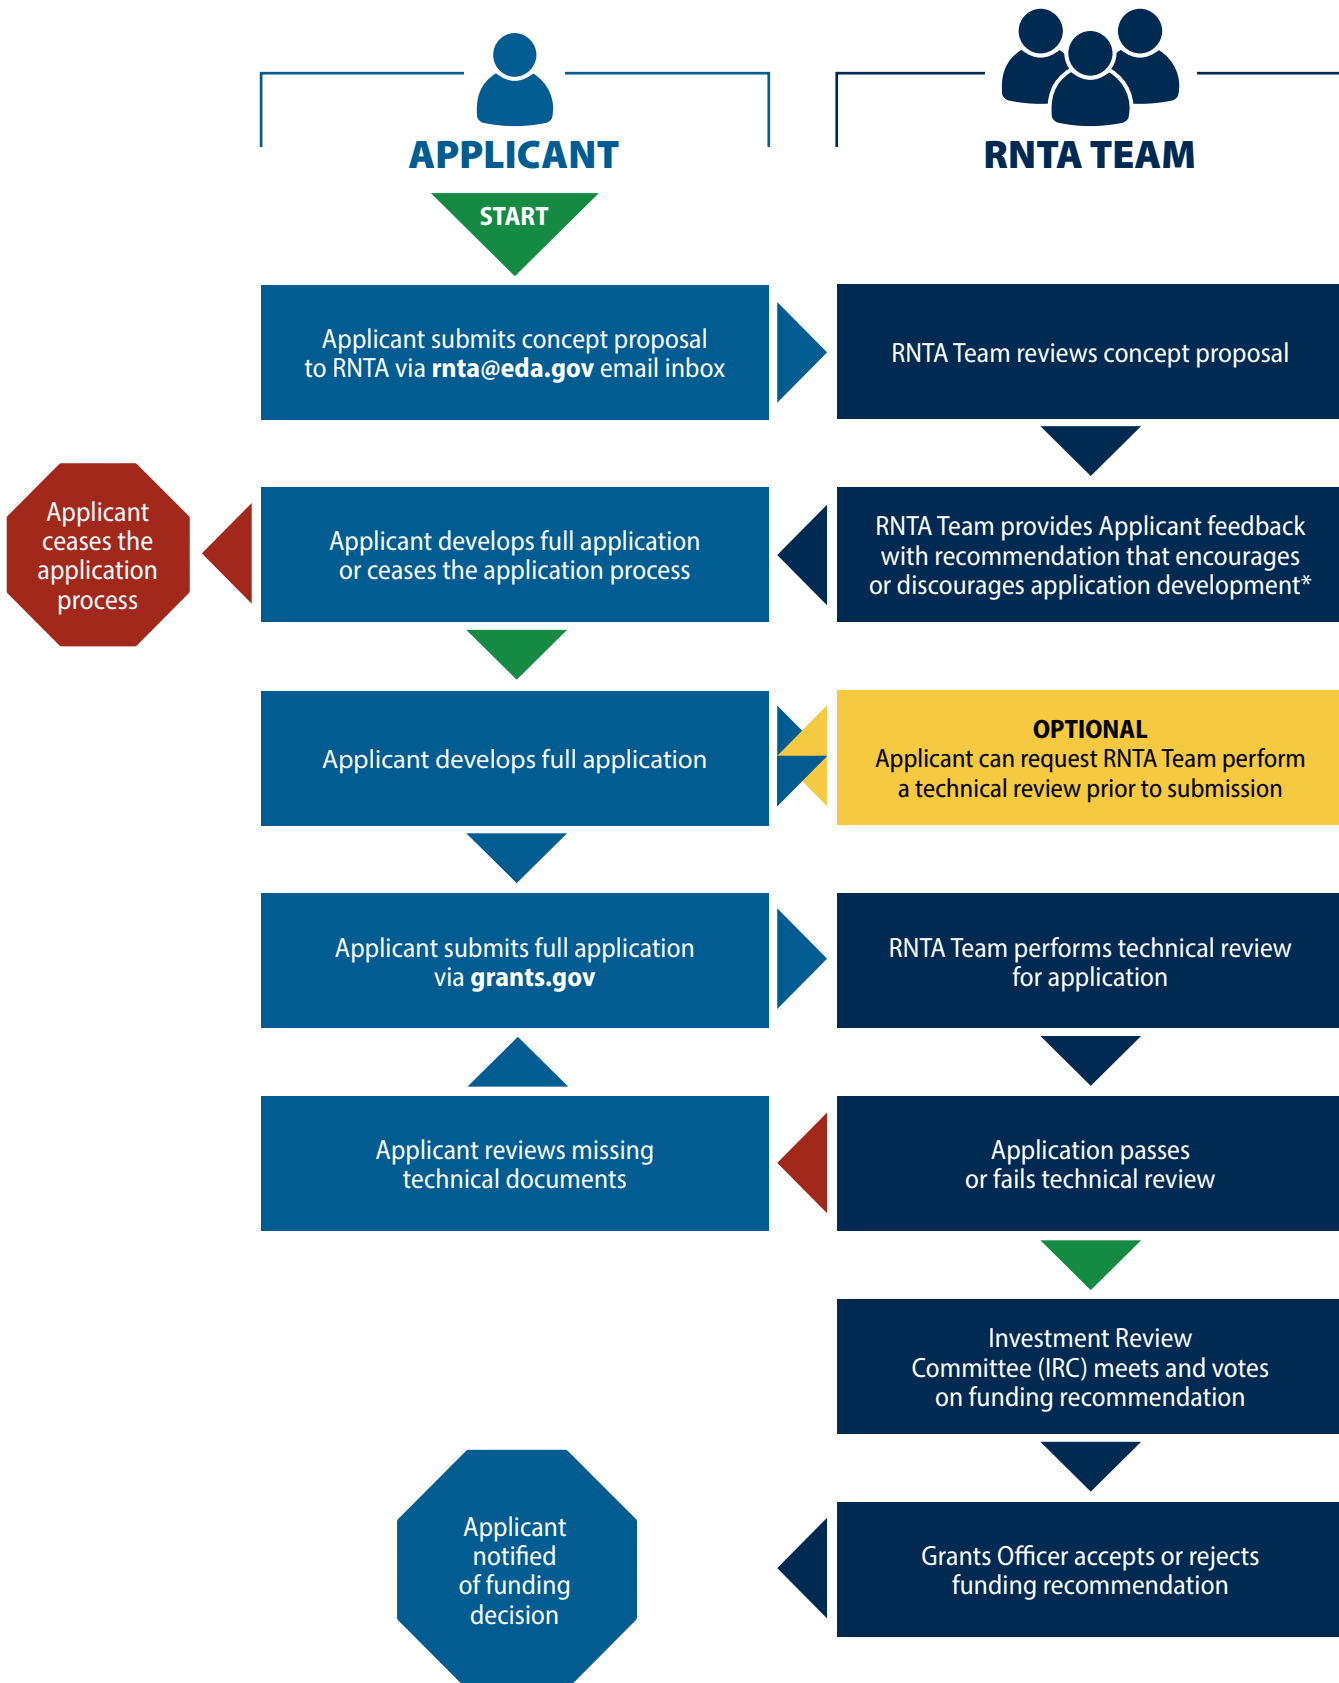 APPLICANT
RNTA TEAM
START
Applicant submits concept proposal
to RNTA via rnta@eda.gov email inbox
RNTA Team reviews concept proposal
Applicant
ceases the
application
process
Applicant develops full application
or ceases the application process
RNTA Team provides Applicant feedback
with recommendation that encourages
or discourages application development*
Applicant develops full application
OPTIONAL
Applicant can request RNTA Team perform
a technical review prior to submission
Applicant submits full application
via grants.gov
RNTA Team performs technical review
for application
Applicant reviews missing
technical documents
Application passes
or fails technical review
Investment Review
Committee (IRC) meets and votes
on funding recommendation
Applicant
notified
of funding
decision
Grants Officer accepts or rejects
funding recommendation